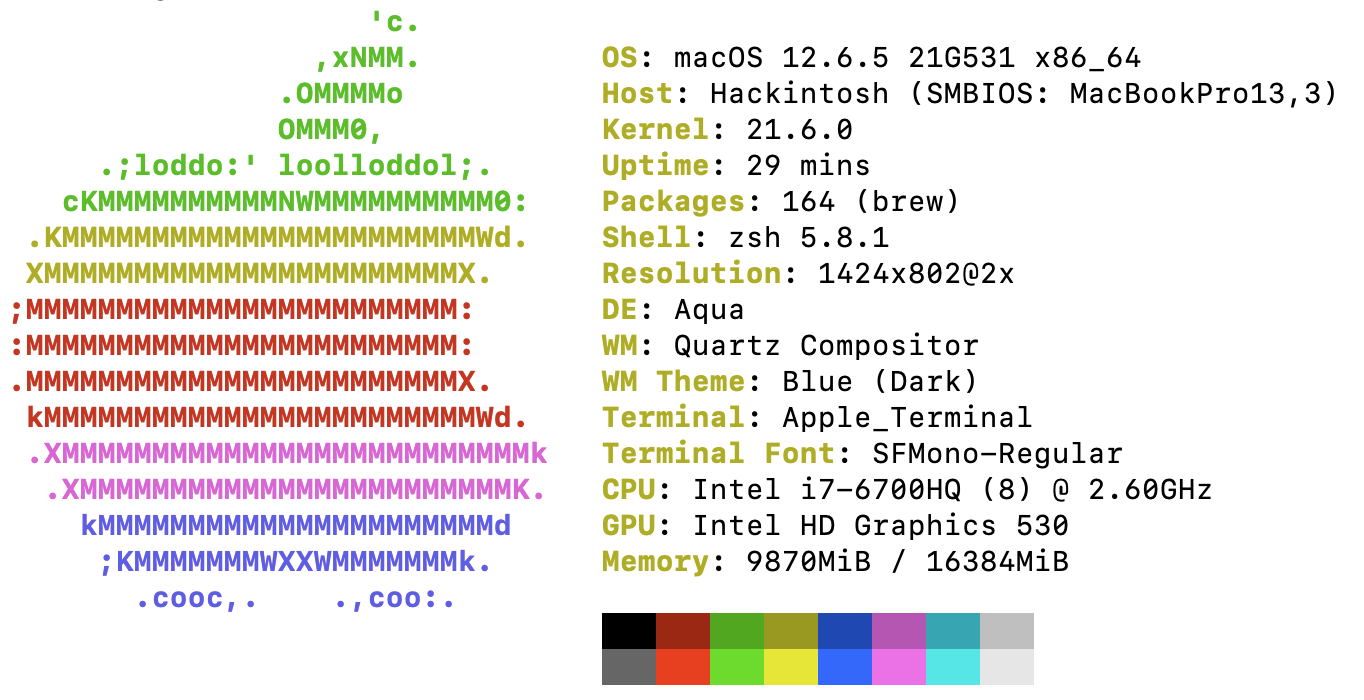 'c.
,xNMM.
.OMMMMo
OMMM0,
.;loddo:' loolloddol;.
cKMMMMMMMMMMNWMMMMMMMMMM0:
.KMMMMMMMMMMMMMMMMMMMMMMMWd.
XMMMMMMMMMMMMMMMMMMMMMMMX.
;MMMMMMMMMMMMMMMMMMMMMMMM:
:MMMMMMMMMMMMMMMMMMMMMMMM:
.MMMMMMMMMMMMMMMMMMMMMMMMX.
kMMMMMMMMMMMMMMMMMMMMMMMMWd.
.XMMMMMMMMMMMMMMMMMMMMMMMMMMk
.XMMMMMMMMMMMMMMMMMMMMMMMMK.
kMMMMMMMMMMMMMMMMMMMMMMd
;KMMMMMMMWXXWMMMMMMMk.
.cooc,. .,coo:.
OS: macOS 12.6.5 21G531 x86_64
Host: Hackintosh (SMBIOS: MacBookPro13,3)
Kernel: 21.6.0
Uptime: 29 mins
Packages: 164 (brew)
Shell: zsh 5.8.1
Resolution: 1424x802@2x
DE: Aqua
WM: Quartz Compositor
WM Theme: Blue (Dark)
Terminal: Apple_Terminal
Terminal Font: SFMono-Regular
CPU: Intel i7-6700HQ (8) @ 2.60GHz
GPU: Intel HD Graphics 530
Memory: 9870MiB / 16384MiB